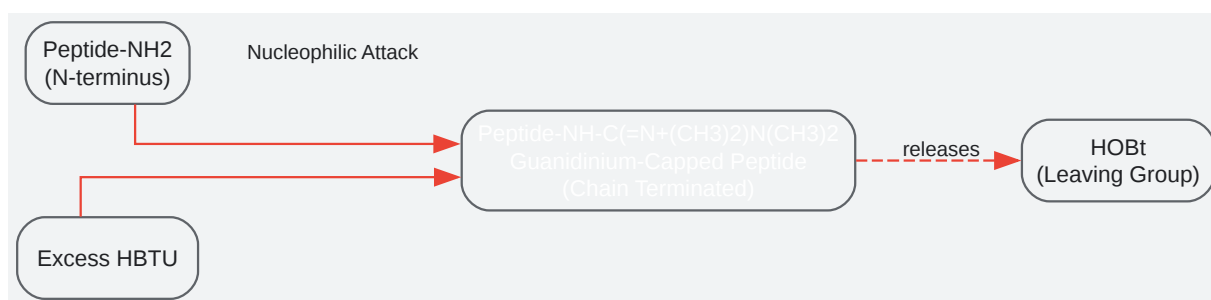 Peptide-NH2
(N-terminus)
Nucleophilic Attack
Peptide-NH-C(=N+(CH3)2)N(CH3)2
Guanidinium-Capped Peptide
(Chain Terminated)
releases
HOBt
(Leaving Group)
Excess HBTU